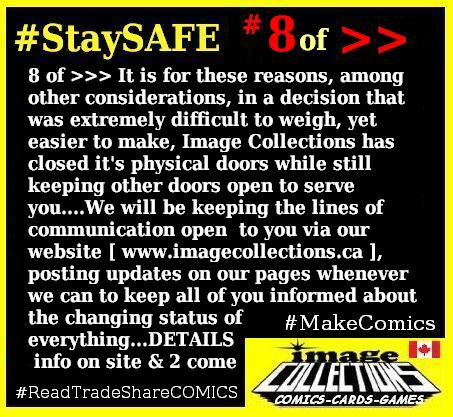 #StaySAFE #8of >>
8 of >>> It is for these reasons, among
other considerations, in a decision that
was extremely difficult to weigh, yet
easier to make, Image Collections has
closed it's physical doors while still
keeping other doors open to serve
you....We will be keeping the lines of
communication open to you via our
website [ www.imagecollections.ca ],
posting updates on our pages whenever
we can to keep all of you informed about
the changing status of
everything...DETAILS #MakeComics
info on site & 2 come
image
COLLECTIONS
#ReadTradeShareCOMICS COMICS-CARDS-GAMES